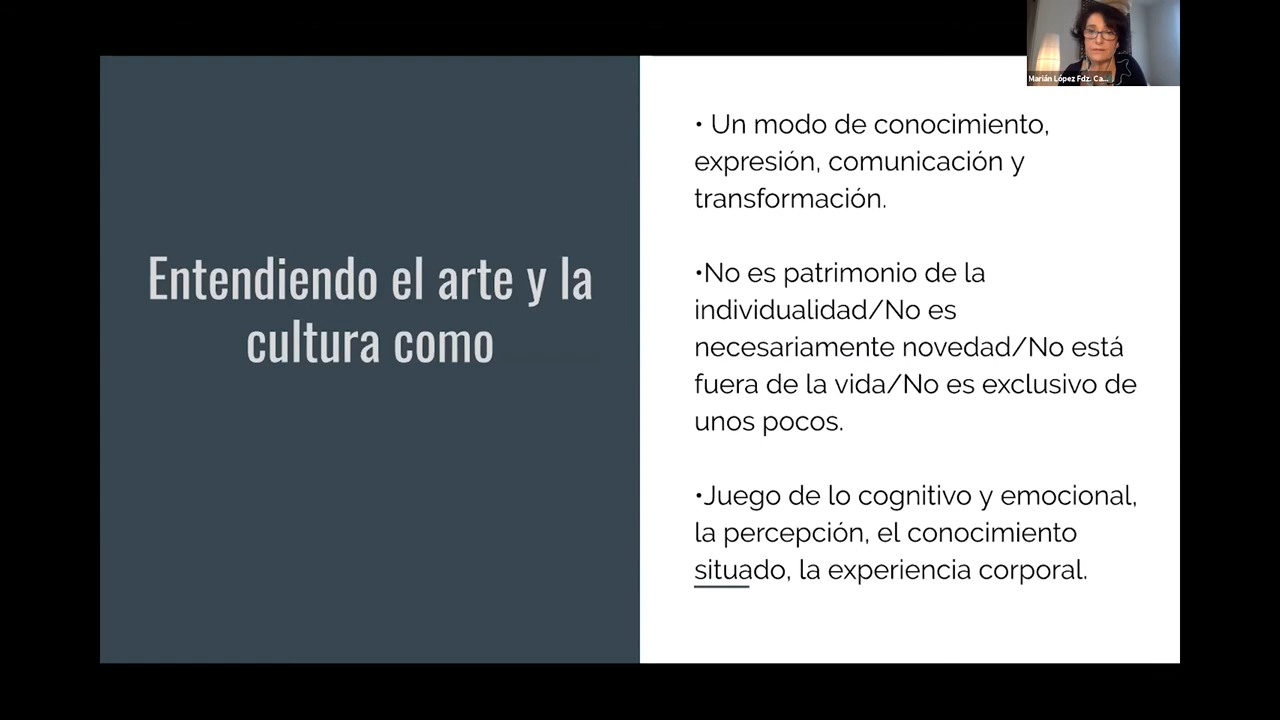 Marián López Fdz. Ca...
Entendiendo el arte y la
cultura como
• Un modo de conocimiento,
expresión, comunicación y
transformación.
•No es patrimonio de la
individualidad/No es
necesariamente novedad/No está
fuera de la vida/No es exclusivo de
unos pocos.
•Juego de lo cognitivo y emocional,
la percepción, el conocimiento
situado, la experiencia corporal.